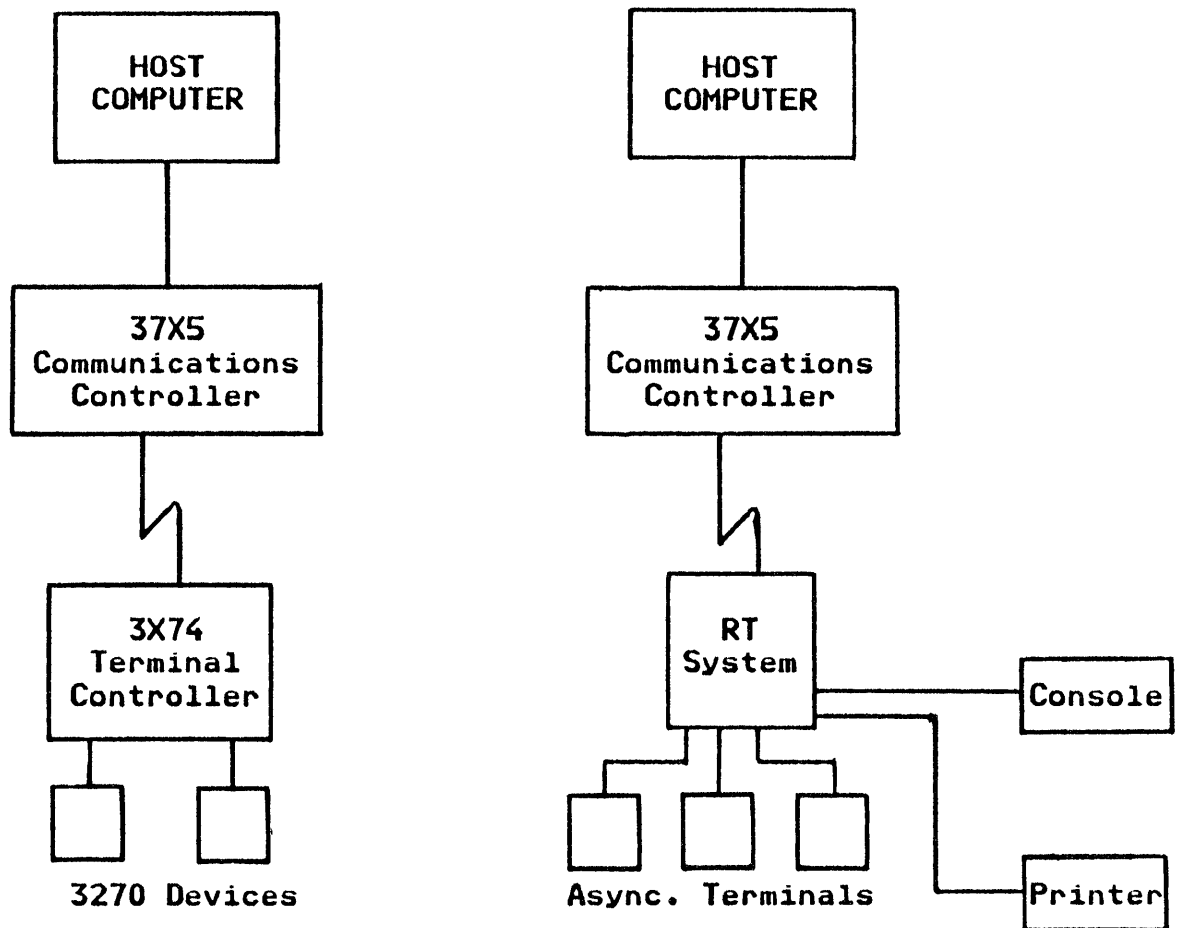 HOST
COMPUTER
37X5
Communications
Controller
3X74
Terminal
Controller
3270 Devices
HOST
COMPUTER
37X5
Communications
Controller
RT
System
Console
Async. Terminals
Printer